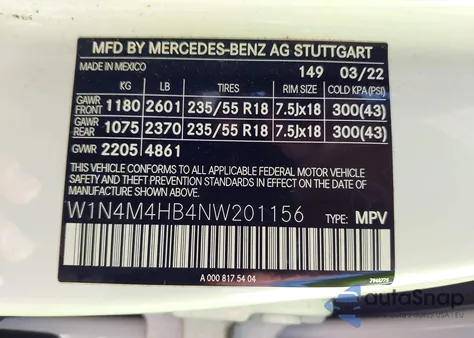 MFD BY MERCEDES-BENZ AG STUTTGART
MADE IN MEXICO 149 03/22
KG LB TIRES RIM SIZE COLD KPA(PSI)
GAWR FRONT 1180 2601 235/55 R18 7.5Jx18 300(43)
GAWR REAR 1075 2370 235/55 R18 7.5Jx18 300(43)
GVWR 2205 4861
THIS VEHICLE CONFORMS TO ALL APPLICABLE FEDERAL MOTOR VEHICLE
SAFETY AND THEFT PREVENTION STANDARDS IN EFFECT ON THE DATE OF
MANUFACTURE SHOWN ABOVE.
W1N4M4HB4NW201156 TYPE: MPV
A 000 817 54 04
autoSnap